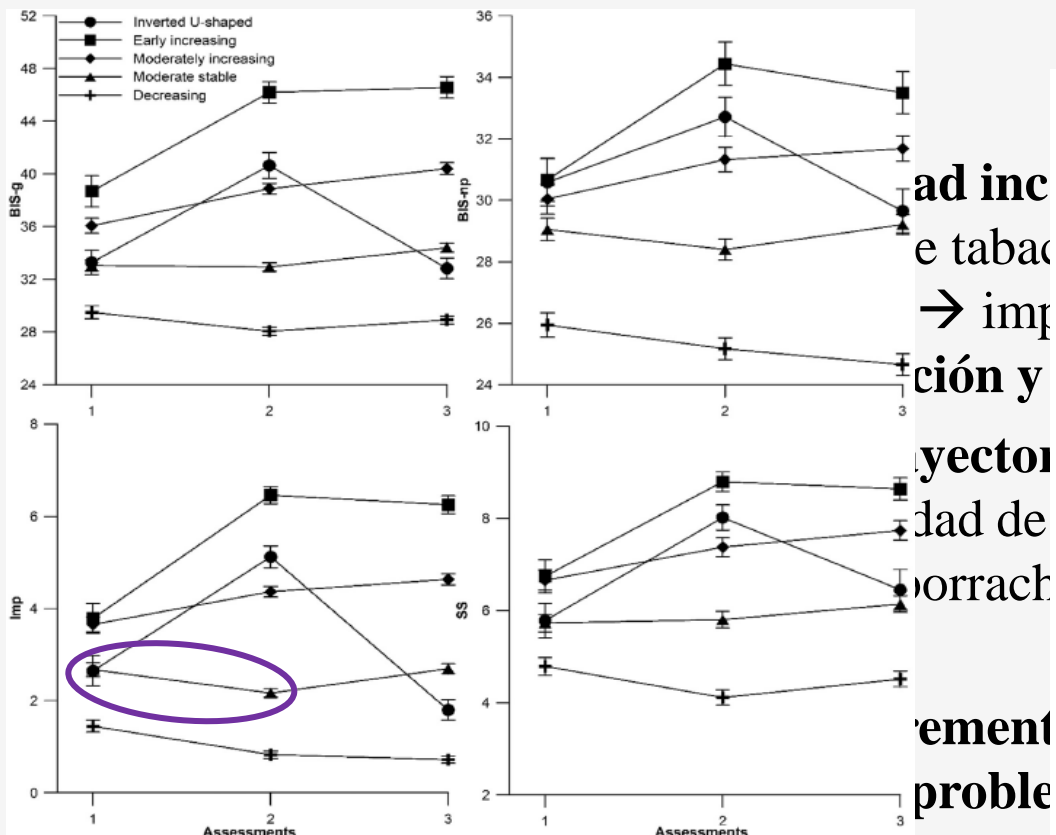 52
48
44
40
36
32
28
24
BIS-g
Inverted U-shaped
Early increasing
Moderately increasing
Moderate stable
Decreasing
1
2
3
36
34
32
30
28
26
24
BIS-np
1
2
3
8
6
4
2
0
Imp
1
2
3
Assessments
10
8
6
4
2
SS
1
2
3
Assessments
ad inc
e tabac
→ imp
ción y
yector
dad de
orrach
rement
proble